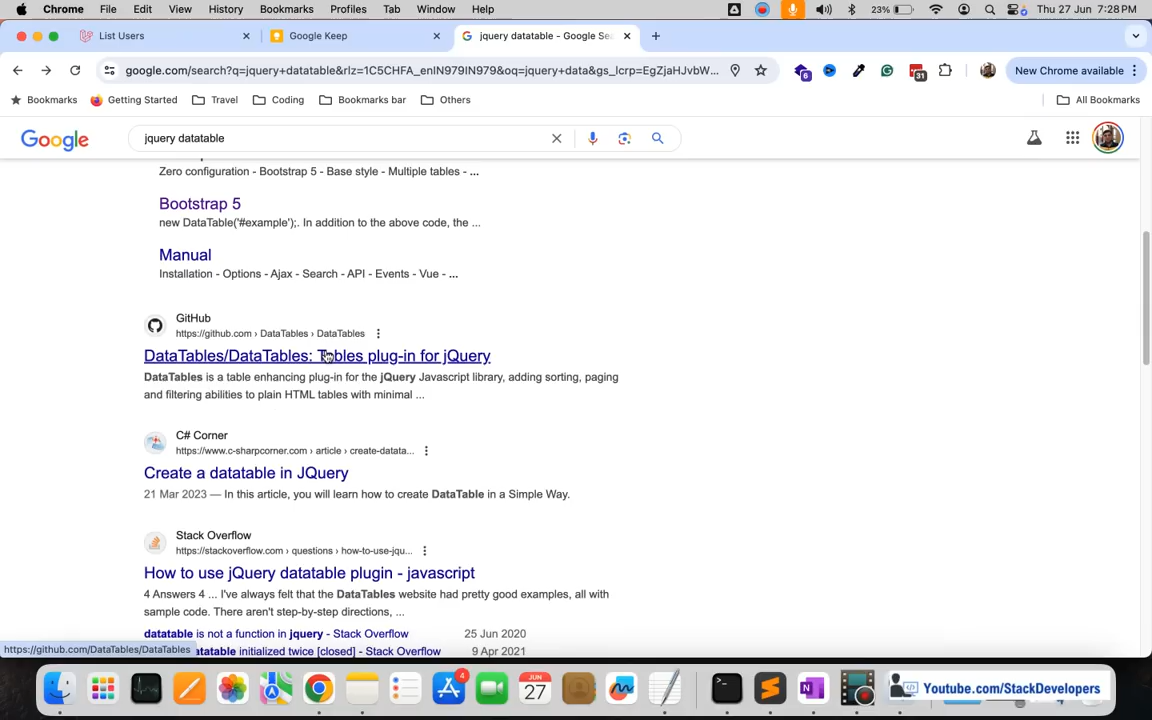 Chrome File Edit View History Bookmarks Profiles Tab Window Help 23% Thu 27 Jun 7:28 PM
List Users Google Keep jquery datatable - Google Sea
google.com/search?q=jquery+datatable&rlz=1C5CHFA_enIN979IN979&oq=jquery+data&gs_lcrp=EgZjaHJvbW... 6 31 New Chrome available
Bookmarks Getting Started Travel Coding Bookmarks bar Others All Bookmarks
Google jquery datatable
Zero configuration - Bootstrap 5 - Base style - Multiple tables - ...
Bootstrap 5
new DataTable('#example');. In addition to the above code, the ...
Manual
Installation - Options - Ajax - Search - API - Events - Vue - ...
GitHub
https://github.com › DataTables › DataTables
DataTables/DataTables: Tables plug-in for jQuery
DataTables is a table enhancing plug-in for the jQuery Javascript library, adding sorting, paging
and filtering abilities to plain HTML tables with minimal ...
C# Corner
https://www.c-sharpcorner.com › article › create-datata...
Create a datatable in JQuery
21 Mar 2023 — In this article, you will learn how to create DataTable in a Simple Way.
Stack Overflow
https://stackoverflow.com › questions › how-to-use-jqu...
How to use jQuery datatable plugin - javascript
4 Answers 4 ... I've always felt that the DataTables website had pretty good examples, all with
sample code. There aren't step-by-step directions, ...
datatable is not a function in jquery - Stack Overflow 25 Jun 2020
atatable initialized twice [closed] - Stack Overflow 9 Apr 2021
https://github.com/DataTables/DataTables
4 JUN 27 N Youtube.com/StackDevelopers